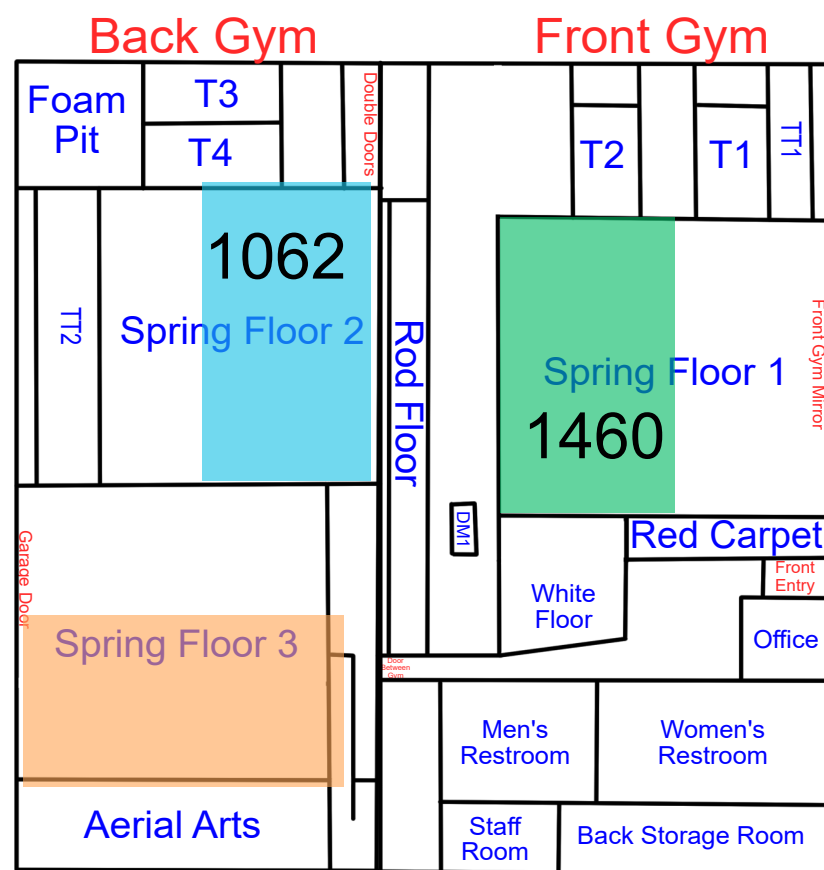 Back Gym
Front Gym
Foam
Pit
T3
T4
Double Doors
T2
T1
TT1
1062
TT2
Spring Floor 2
Rod Floor
Spring Floor 1
Front Gym Mirror
1460
DM1
Red Carpet
Garage Door
White
Floor
Front
Entry
Spring Floor 3
Door
Between
Gym
Office
Men's
Restroom
Women's
Restroom
Aerial Arts
Staff
Room
Back Storage Room